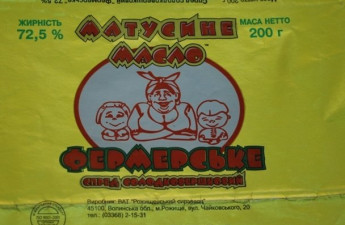 ЖИРНІСТЬ
72,5 %
МАТУСИНЕ
МАСЛО™
МАСА НЕТТО
200 г
ФЕРМЕРСЬКЕ
СПРЕД СОЛОДКОВЕРШКОВИЙ
Виробник: ВАТ "Рожищенський сирзавод"
45100, Волинська обл., м.Рожище, вул. Чайковського, 20
тел.: (03368) 2-15-31